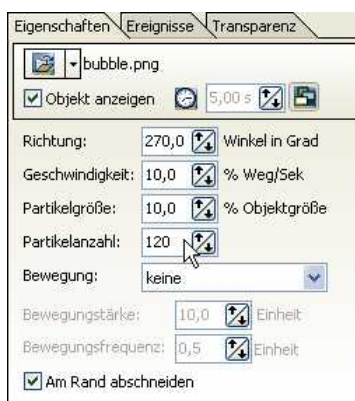 Eigenschaften Ereignisse Transparenz
bubble.png
Objekt anzeigen 5,00 s
Richtung: 270,0 Winkel in Grad
Geschwindigkeit: 10,0 % Weg/Sek
Partikelgröße: 10,0 % Objektgröße
Partikelanzahl: 120
Bewegung: keine
Bewegungstärke: 10,0 Einheit
Bewegungsfrequenz: 0,5 Einheit
Am Rand abschneiden